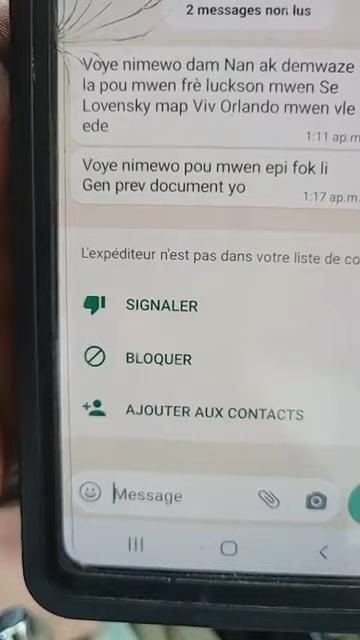 2 messages non lus
Voye nimewo dam Nan ak demwaze
la pou mwen frè luckson mwen Se
Lovensky map Viv Orlando mwen vle
ede
1:11 ap.m.
Voye nimewo pou mwen epi fok li
Gen prev document yo
1:17 ap.m.
L'expéditeur n'est pas dans votre liste de co
SIGNALER
BLOQUER
AJOUTER AUX CONTACTS
Message